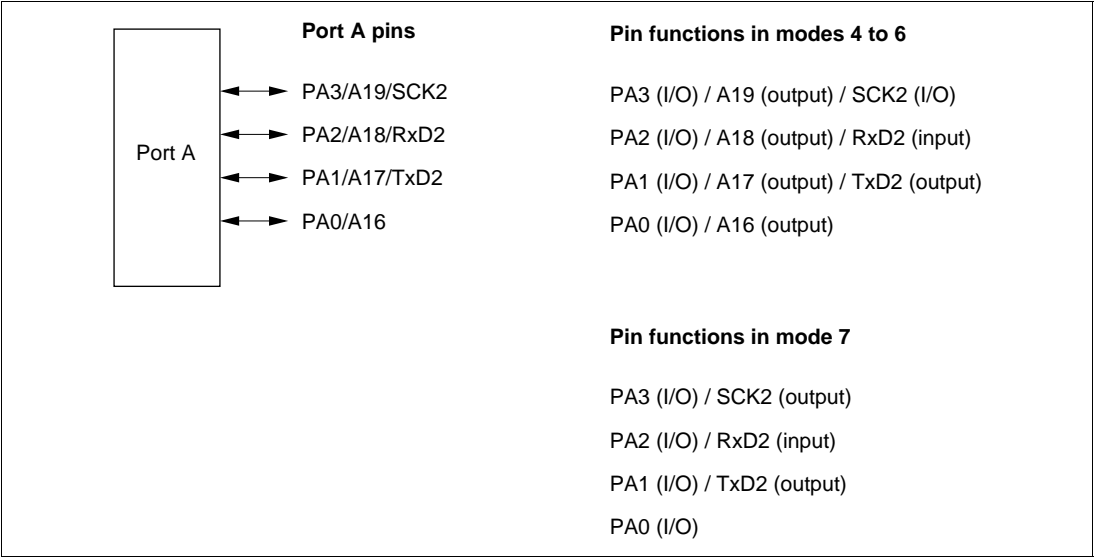 Port A pins
Pin functions in modes 4 to 6
Port A
PA3/A19/SCK2
PA3 (I/O) / A19 (output) / SCK2 (I/O)
PA2/A18/RxD2
PA2 (I/O) / A18 (output) / RxD2 (input)
PA1/A17/TxD2
PA1 (I/O) / A17 (output) / TxD2 (output)
PA0/A16
PA0 (I/O) / A16 (output)
Pin functions in mode 7
PA3 (I/O) / SCK2 (output)
PA2 (I/O) / RxD2 (input)
PA1 (I/O) / TxD2 (output)
PA0 (I/O)